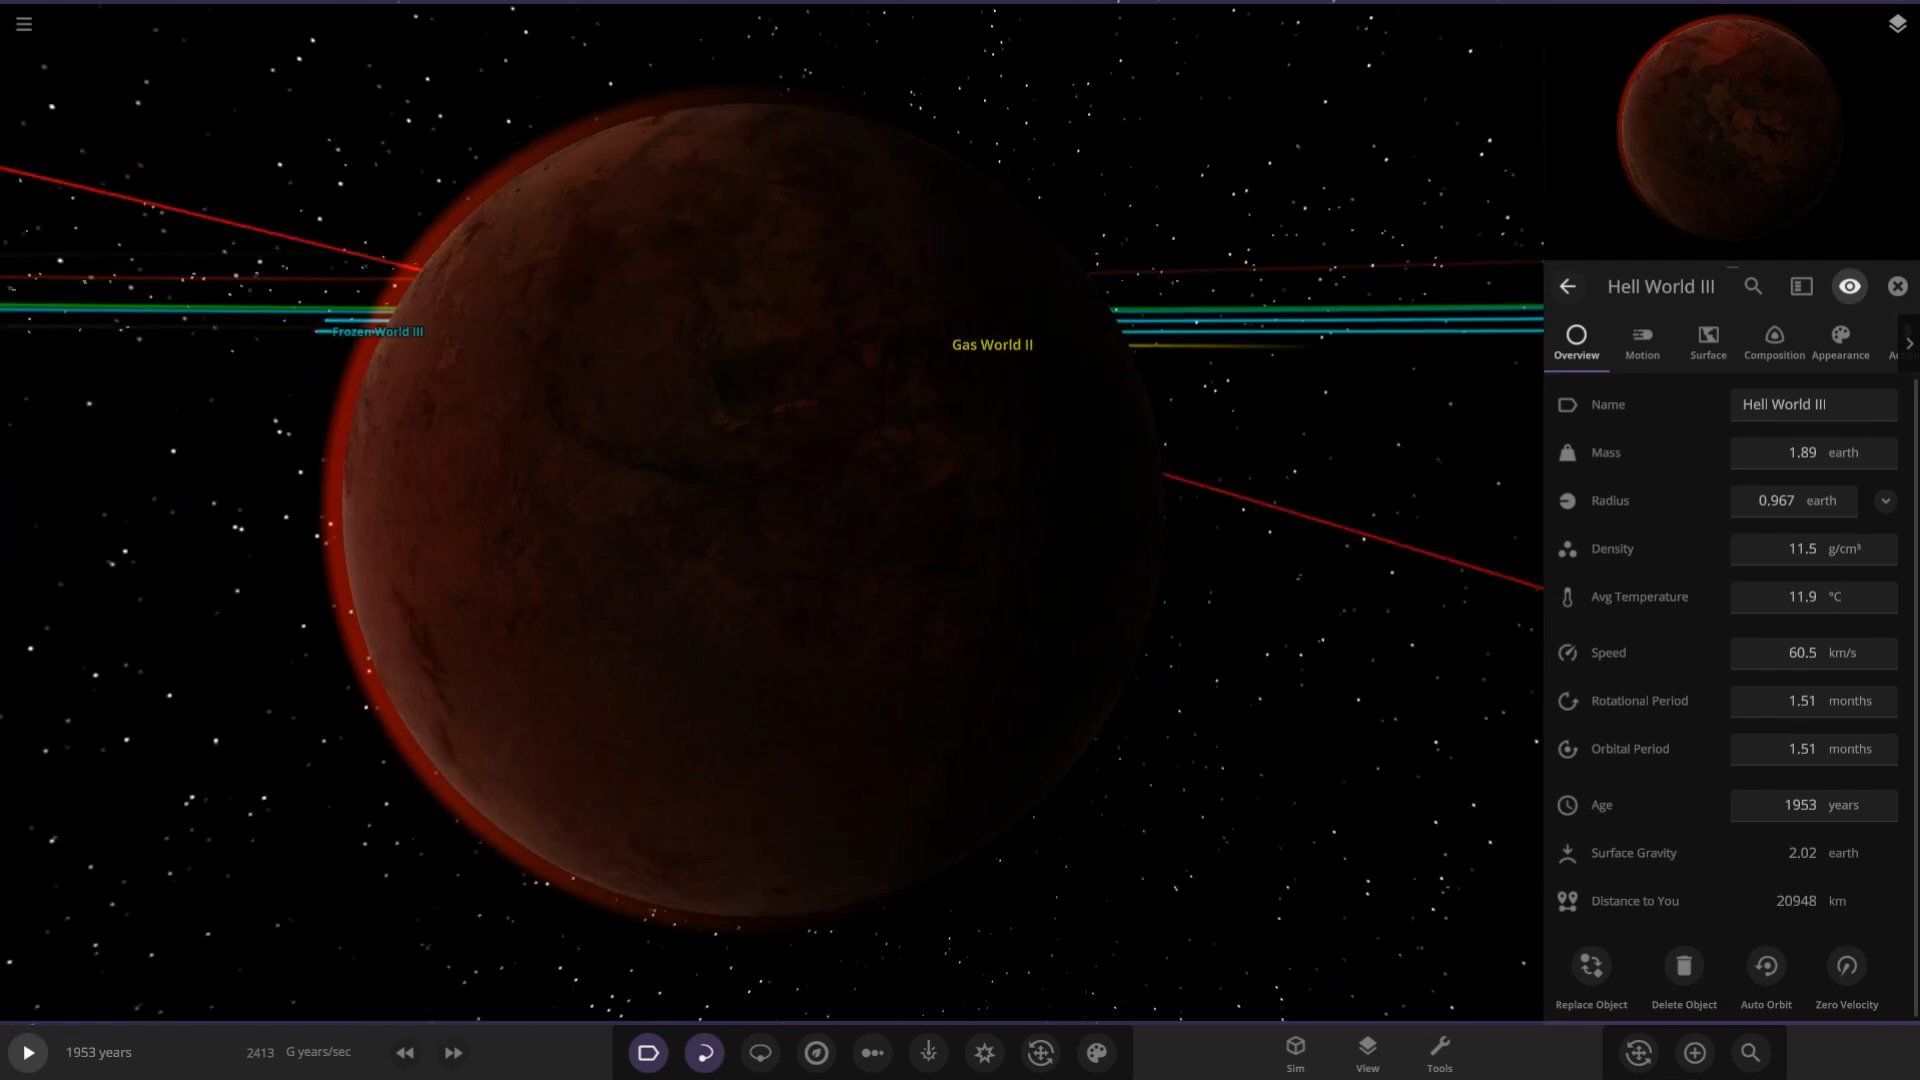 Frozen World III
Gas World II
Hell World III
Overview
Motion
Surface
Composition
Appearance
Name Hell World III
Mass 1.89 earth
Radius 0.967 earth
Density 11.5 g/cm³
Avg Temperature 11.9 °C
Speed 60.5 km/s
Rotational Period 1.51 months
Orbital Period 1.51 months
Age 1953 years
Surface Gravity 2.02 earth
Distance to You 20948 km
Replace Object
Delete Object
Auto Orbit
Zero Velocity
1953 years
2413 G years/sec
Sim
View
Tools